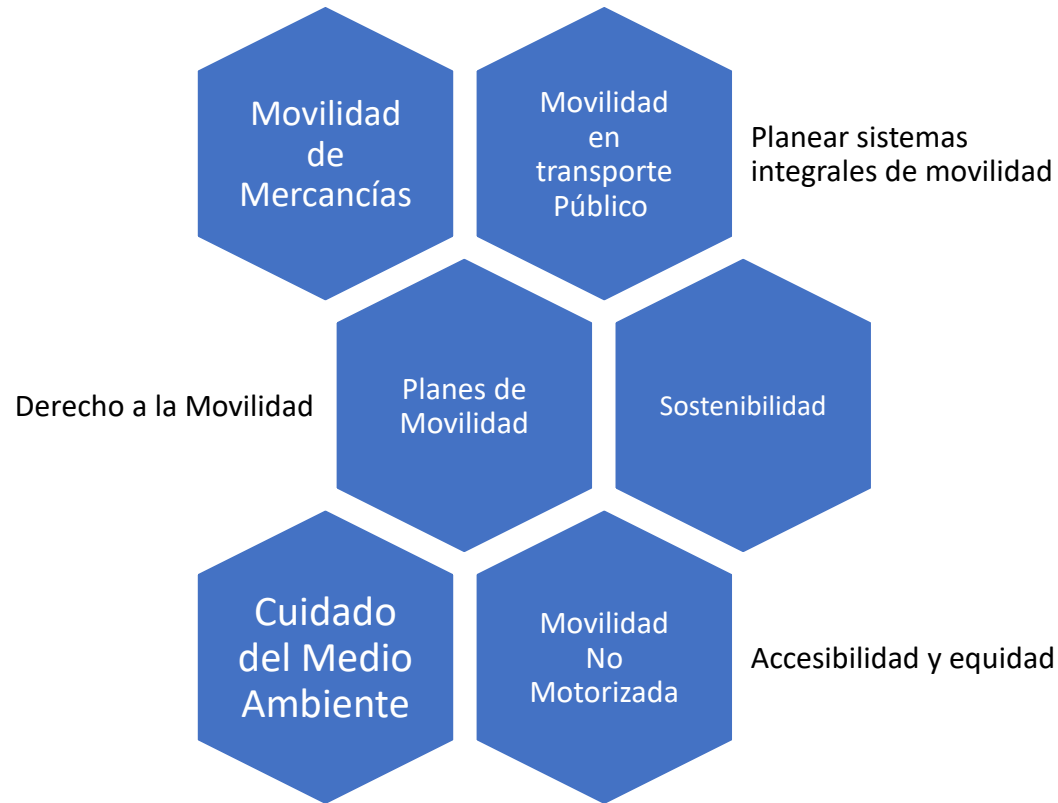 Movilidad
de
Mercancías
Movilidad
en
transporte
Público
Planear sistemas
integrales de movilidad
Derecho a la Movilidad
Planes de
Movilidad
Sostenibilidad
Cuidado
del Medio
Ambiente
Movilidad
No
Motorizada
Accesibilidad y equidad